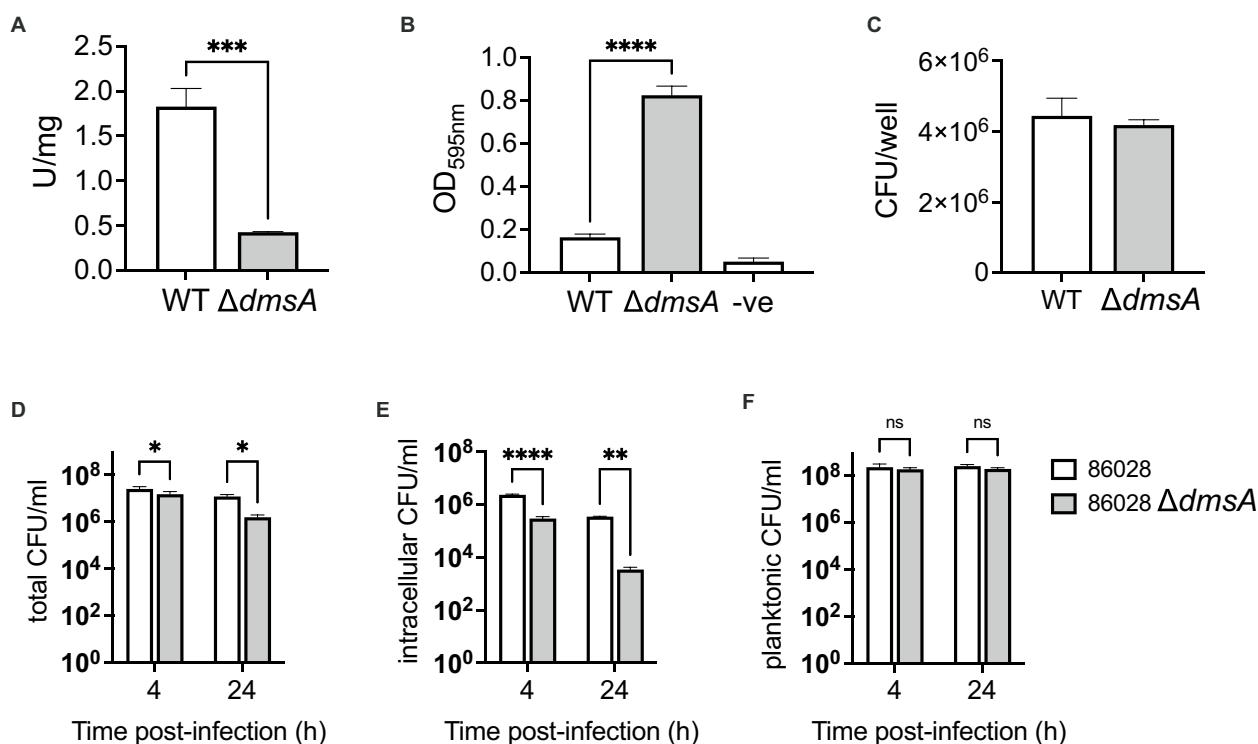 A
U/mg
2.5
2.0
1.5
1.0
0.5
0.0
***
WT ΔdmsA
B
OD595nm
1.0
0.8
0.6
0.4
0.2
0.0
****
WT ΔdmsA -ve
C
CFU/well
6×10⁶
4×10⁶
2×10⁶
0
WT ΔdmsA
D
total CFU/ml
10⁸
10⁶
10⁴
10²
10⁰
* *
4 24
Time post-infection (h)
E
intracellular CFU/ml
10⁸
10⁶
10⁴
10²
10⁰
**** **
4 24
Time post-infection (h)
F
planktonic CFU/ml
10⁸
10⁶
10⁴
10²
10⁰
ns ns
4 24
Time post-infection (h)
86028
86028 ΔdmsA